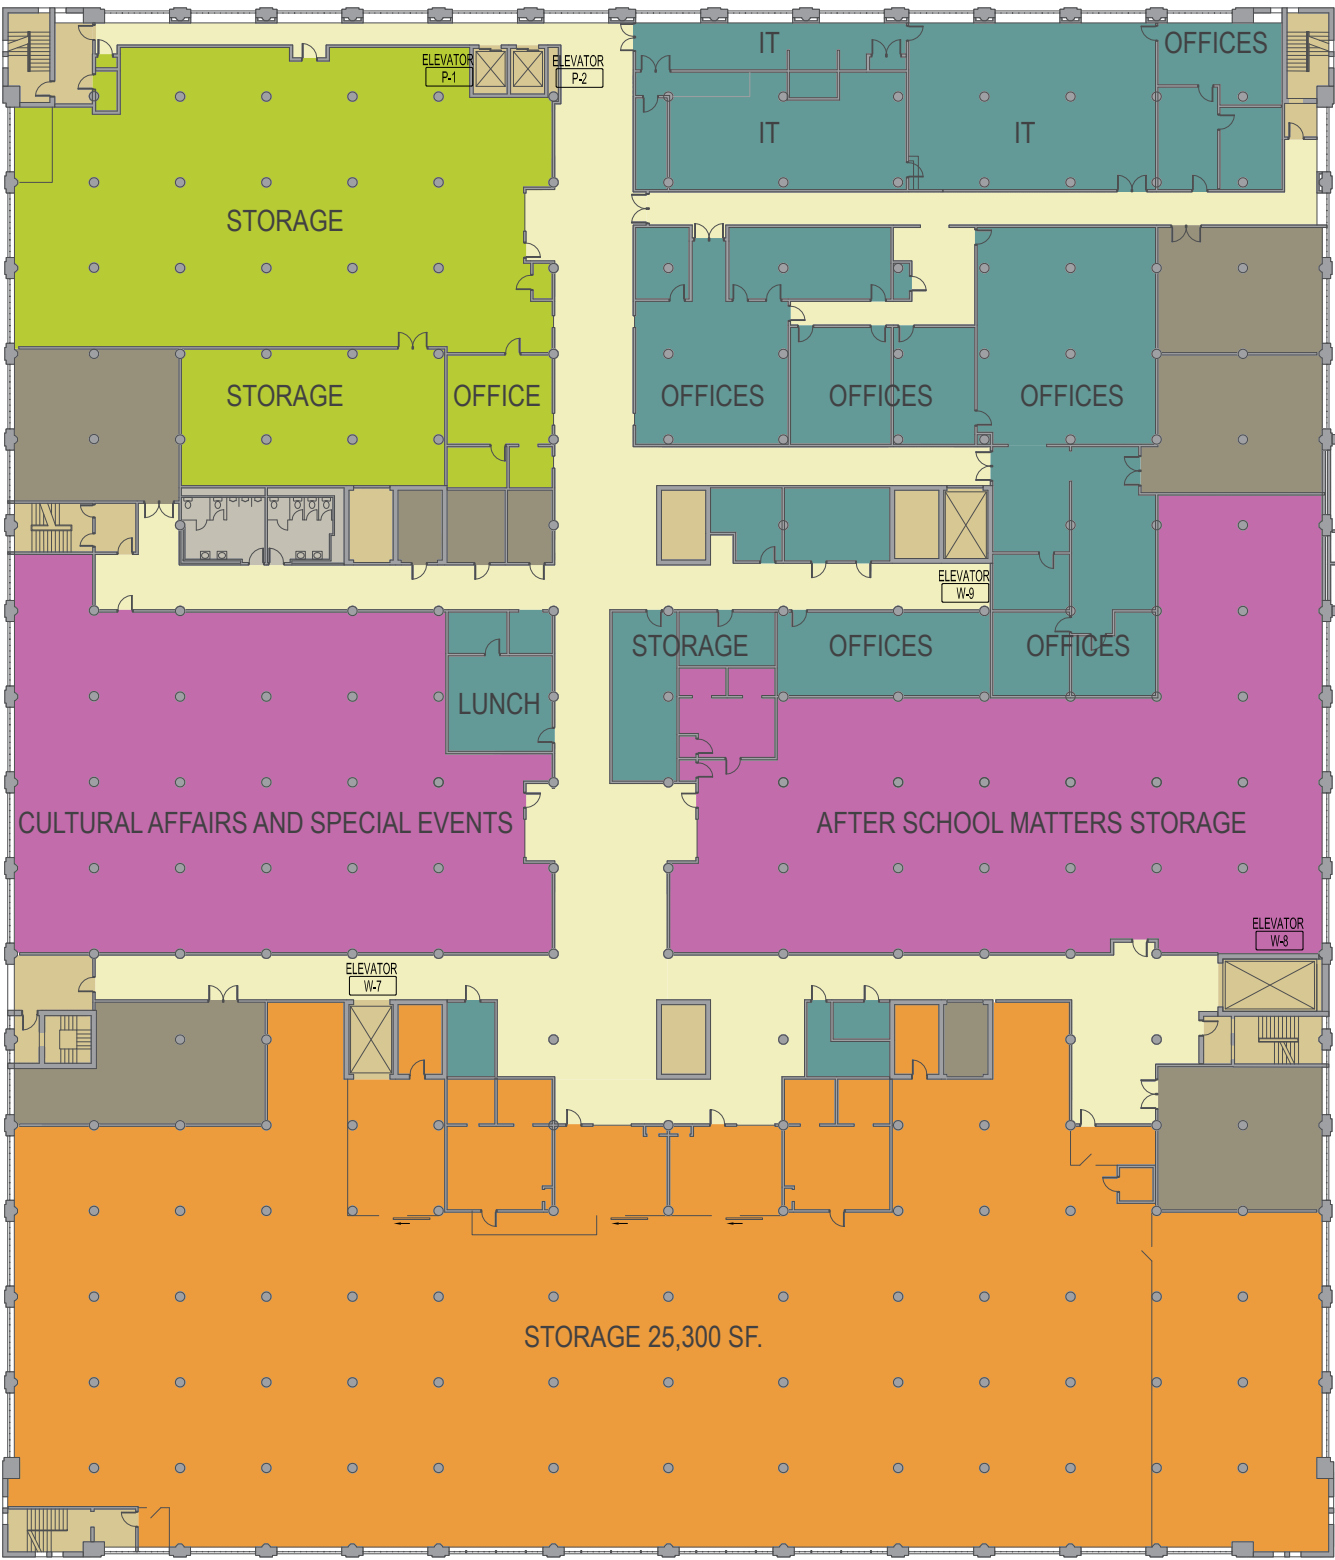 IT
OFFICES
ELEVATOR
P-1
ELEVATOR
P-2
IT
IT
STORAGE
STORAGE
OFFICE
OFFICES
OFFICES
OFFICES
ELEVATOR
W-9
STORAGE
OFFICES
OFFICES
LUNCH
CULTURAL AFFAIRS AND SPECIAL EVENTS
AFTER SCHOOL MATTERS STORAGE
ELEVATOR
W-8
ELEVATOR
W-7
STORAGE 25,300 SF.